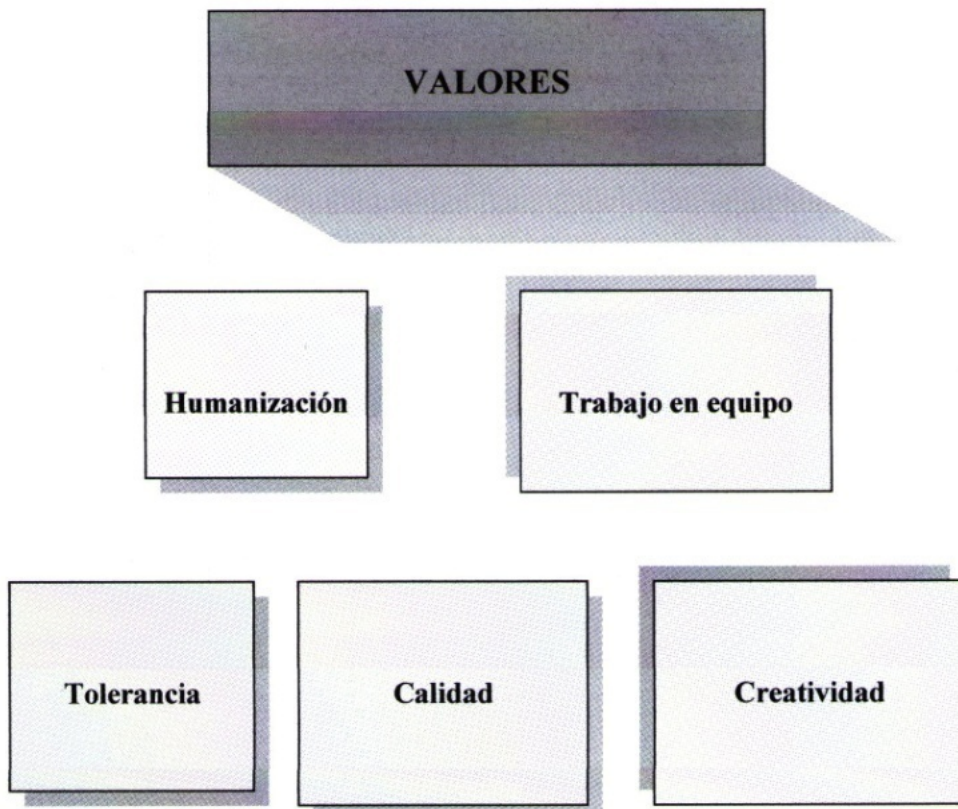 VALORES
Humanización
Trabajo en equipo
Tolerancia
Calidad
Creatividad